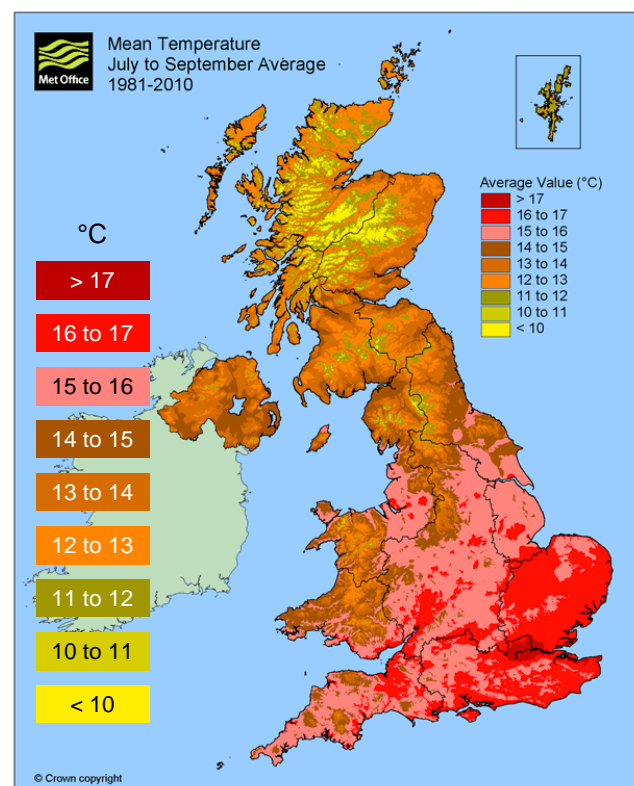 Met Office
Mean Temperature
July to September Average
1981-2010
Average Value (°C)
> 17
16 to 17
15 to 16
14 to 15
13 to 14
12 to 13
11 to 12
10 to 11
< 10
°C
> 17
16 to 17
15 to 16
14 to 15
13 to 14
12 to 13
11 to 12
10 to 11
< 10
© Crown copyright